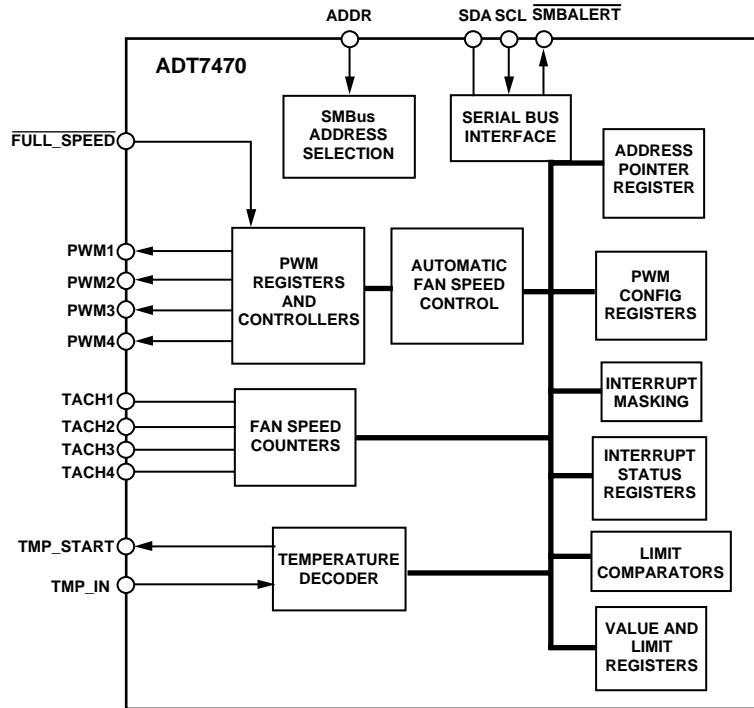 ADDR
SDA SCL SMBALERT
ADT7470
SMBus
ADDRESS
SELECTION
SERIAL BUS
INTERFACE
FULL_SPEED
ADDRESS
POINTER
REGISTER
PWM1
PWM2
PWM3
PWM4
PWM
REGISTERS
AND
CONTROLLERS
AUTOMATIC
FAN SPEED
CONTROL
PWM
CONFIG
REGISTERS
INTERRUPT
MASKING
TACH1
TACH2
TACH3
TACH4
FAN SPEED
COUNTERS
INTERRUPT
STATUS
REGISTERS
TMP_START
TMP_IN
TEMPERATURE
DECODER
LIMIT
COMPARATORS
VALUE AND
LIMIT
REGISTERS